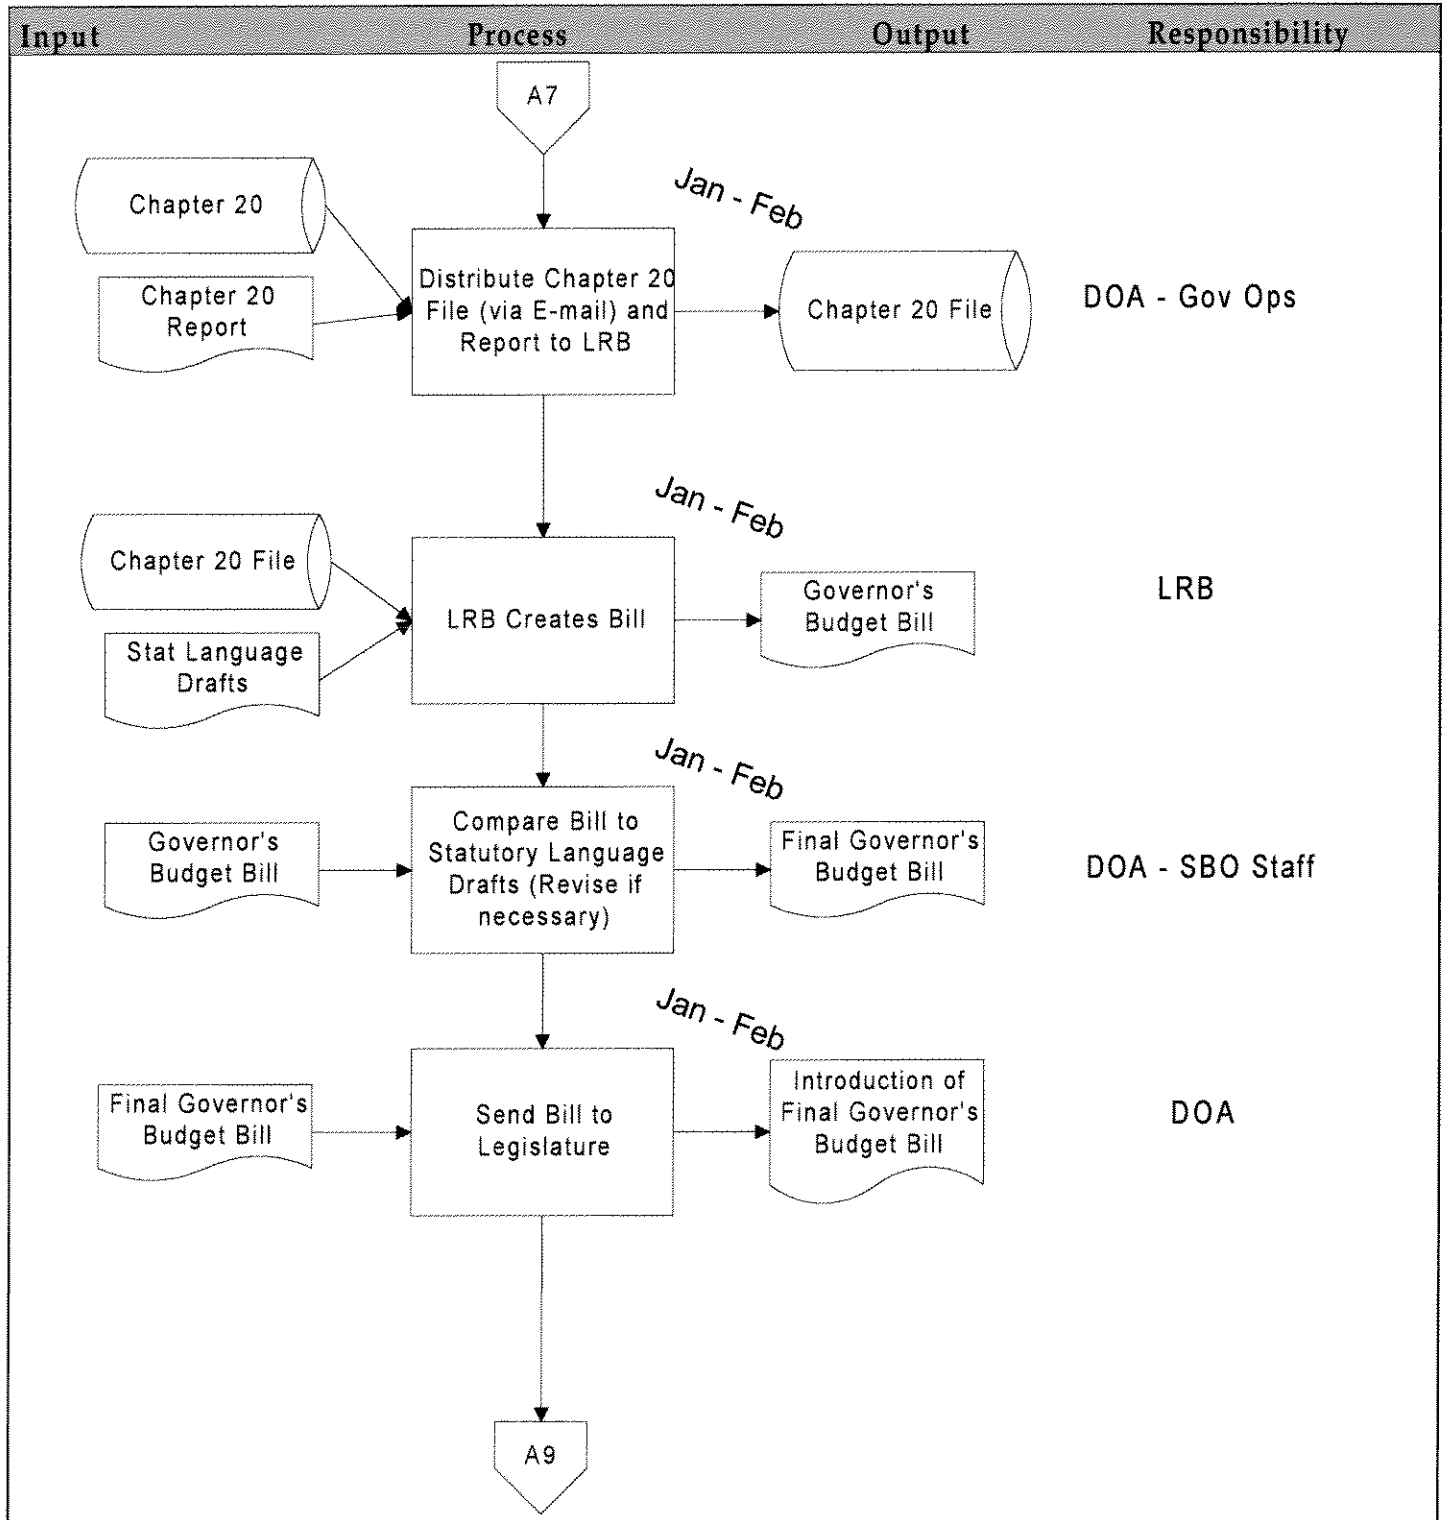 Input Process Output Responsibility
A7
Jan - Feb
Chapter 20
Chapter 20
Report
Distribute Chapter 20
File (via E-mail) and
Report to LRB
Chapter 20 File
DOA - Gov Ops
Jan - Feb
Chapter 20 File
Stat Language
Drafts
LRB Creates Bill
Governor's
Budget Bill
LRB
Jan - Feb
Governor's
Budget Bill
Compare Bill to
Statutory Language
Drafts (Revise if
necessary)
Final Governor's
Budget Bill
DOA - SBO Staff
Jan - Feb
Final Governor's
Budget Bill
Send Bill to
Legislature
Introduction of
Final Governor's
Budget Bill
DOA
A9